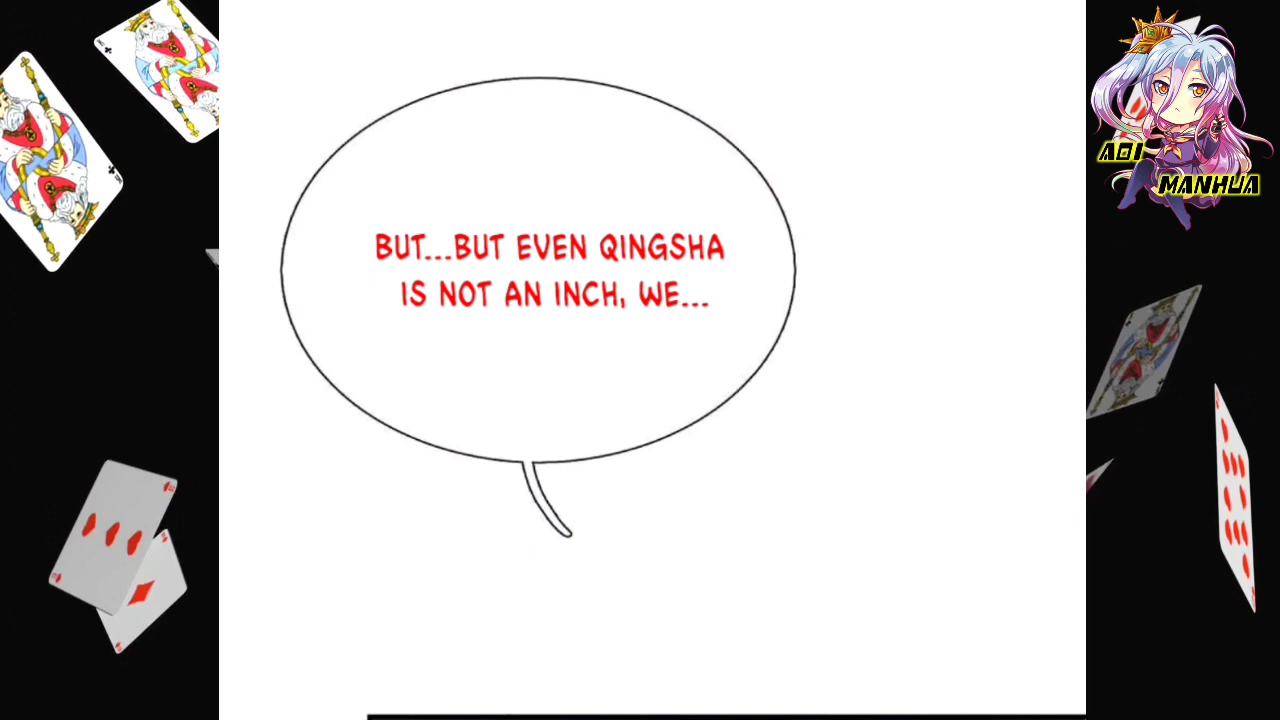 BUT...BUT EVEN QINGSHA
IS NOT AN INCH, WE...
AOI
MANHUA